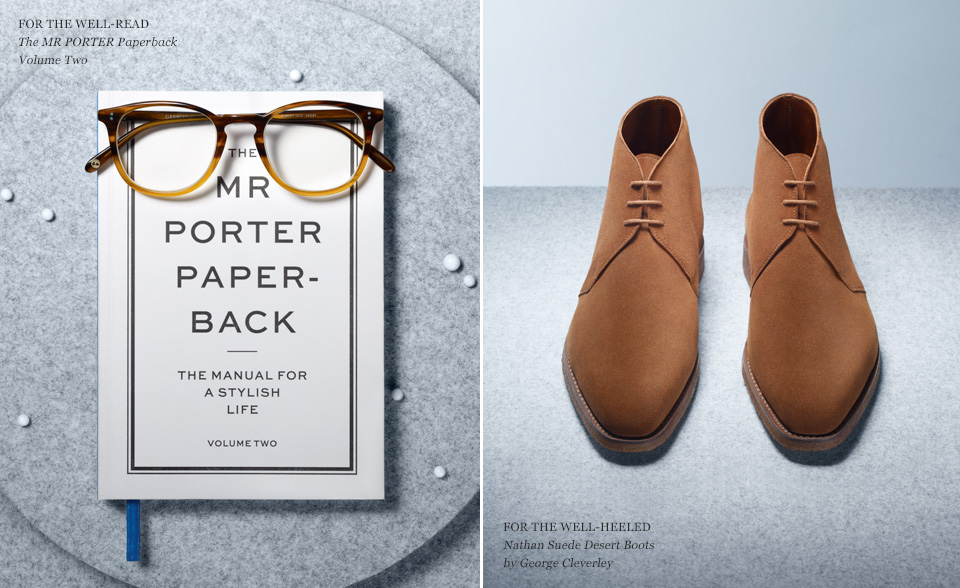 FOR THE WELL-READ
The MR PORTER Paperback
Volume Two
THE
MR
PORTER
PAPER-
BACK
THE MANUAL FOR
A STYLISH
LIFE
VOLUME TWO
FOR THE WELL-HEELED
Nathan Suede Desert Boots
by George Cleverley